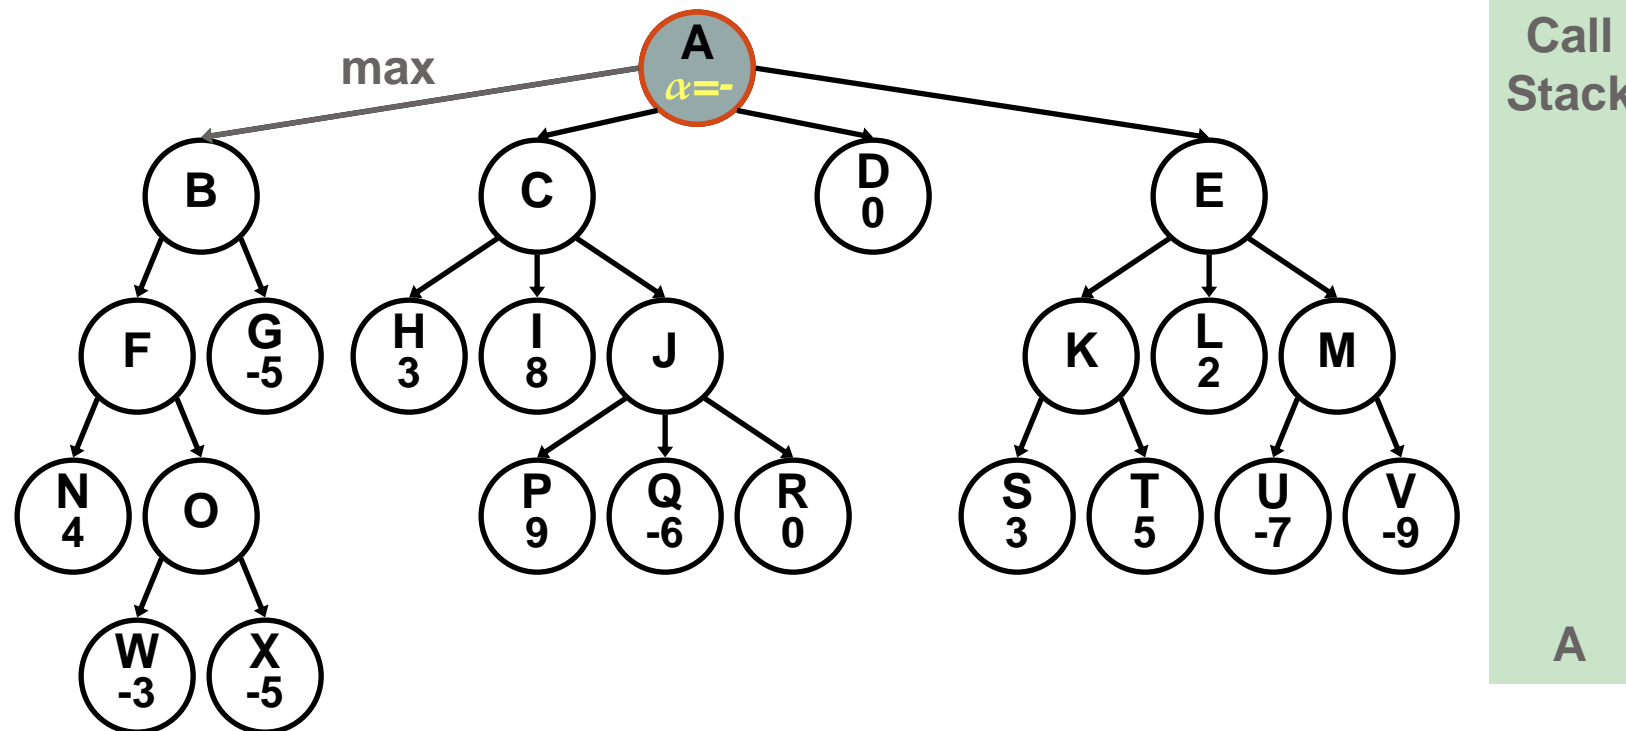 max
A
α=-
Call
Stack
B
C
D
0
E
F
G
-5
H
3
I
8
J
K
L
2
M
N
4
O
P
9
Q
-6
R
0
S
3
T
5
U
-7
V
-9
W
-3
X
-5
A